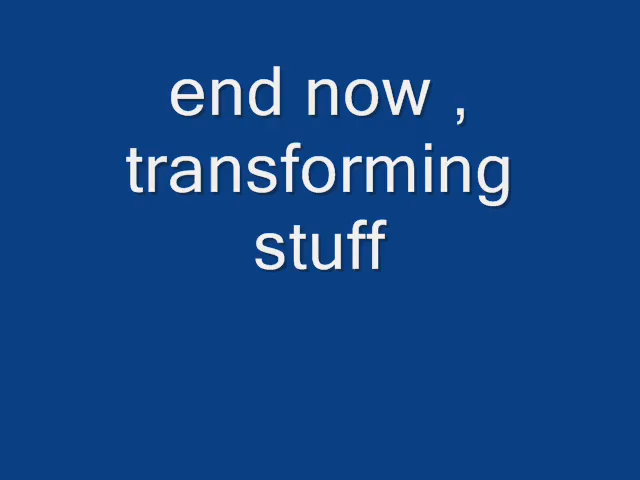 end now ,
transforming
stuff